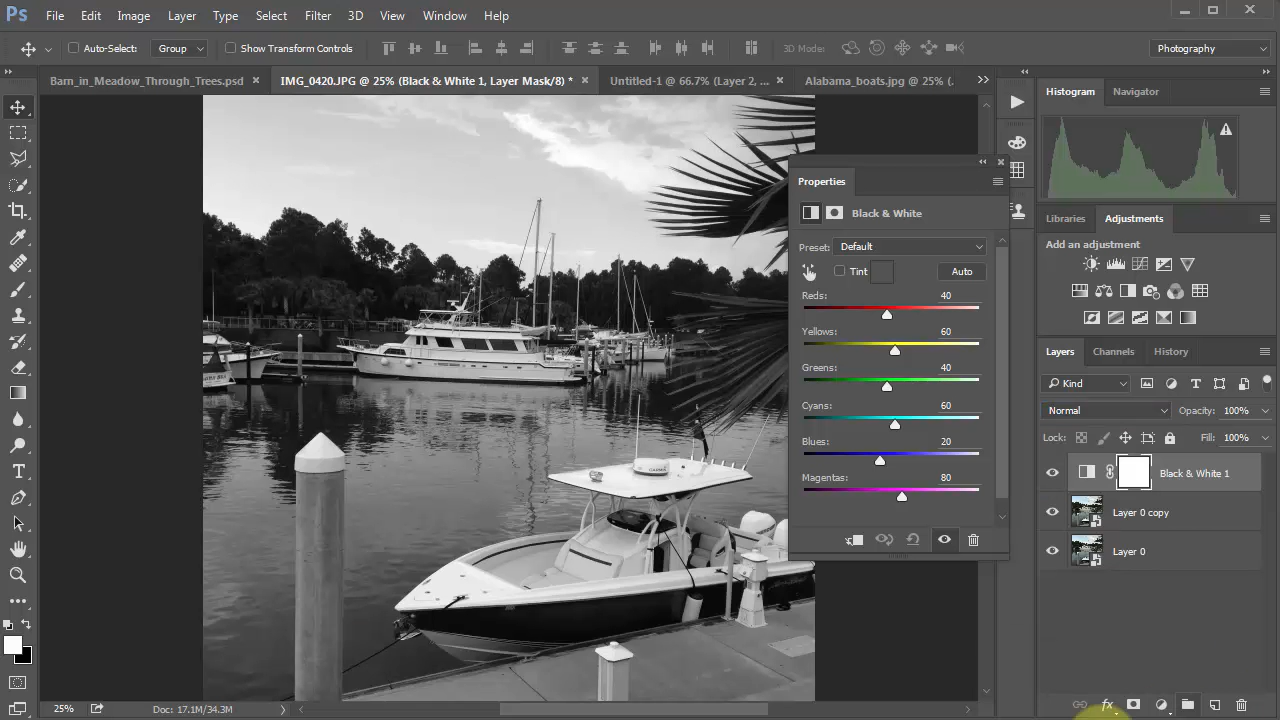 Ps File Edit Image Layer Type Select Filter 3D View Window Help
Auto-Select: Group Show Transform Controls 3D Mode: Photography
Barn_in_Meadow_Through_Trees.psd × IMG_0420.JPG @ 25% (Black & White 1, Layer Mask/8) * × Untitled-1 @ 66.7% (Layer 2, ... × Alabama_boats.jpg @ 25% (.
Histogram Navigator
Properties
Black & White
Preset: Default
Tint Auto
Reds: 40
Yellows: 60
Greens: 40
Cyans: 60
Blues: 20
Magentas: 80
Libraries Adjustments
Add an adjustment
Layers Channels History
Kind
Normal Opacity: 100%
Lock: Fill: 100%
Black & White 1
Layer 0 copy
Layer 0
GARMIN
25% Doc: 17.1M/34.3M
fx